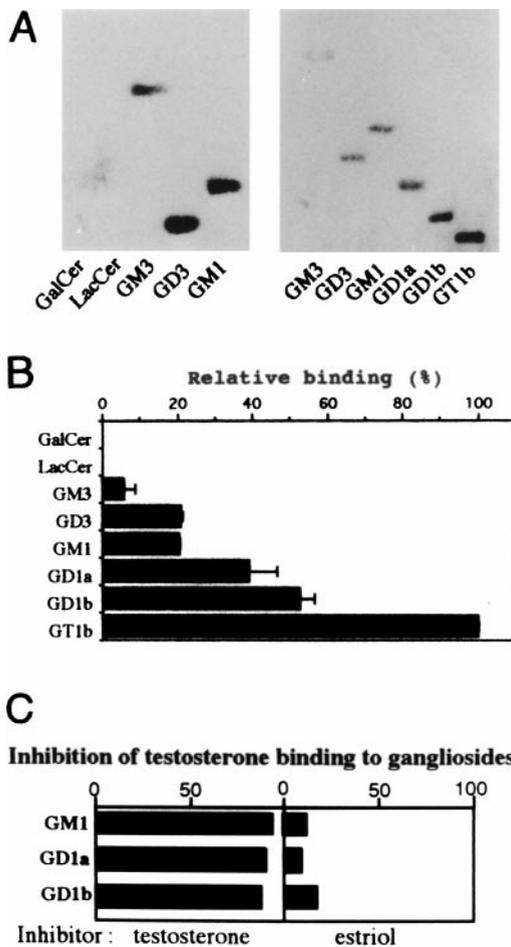 A
GalCer LacCer GM3 GD3 GM1
GM3 GD3 GM1 GD1a GD1b GT1b
B
Relative binding (%)
0 20 40 60 80 100
GalCer
LacCer
GM3
GD3
GM1
GD1a
GD1b
GT1b
C
Inhibition of testosterone binding to gangliosides
0 50 0 50 100
GM1
GD1a
GD1b
Inhibitor : testosterone estriol